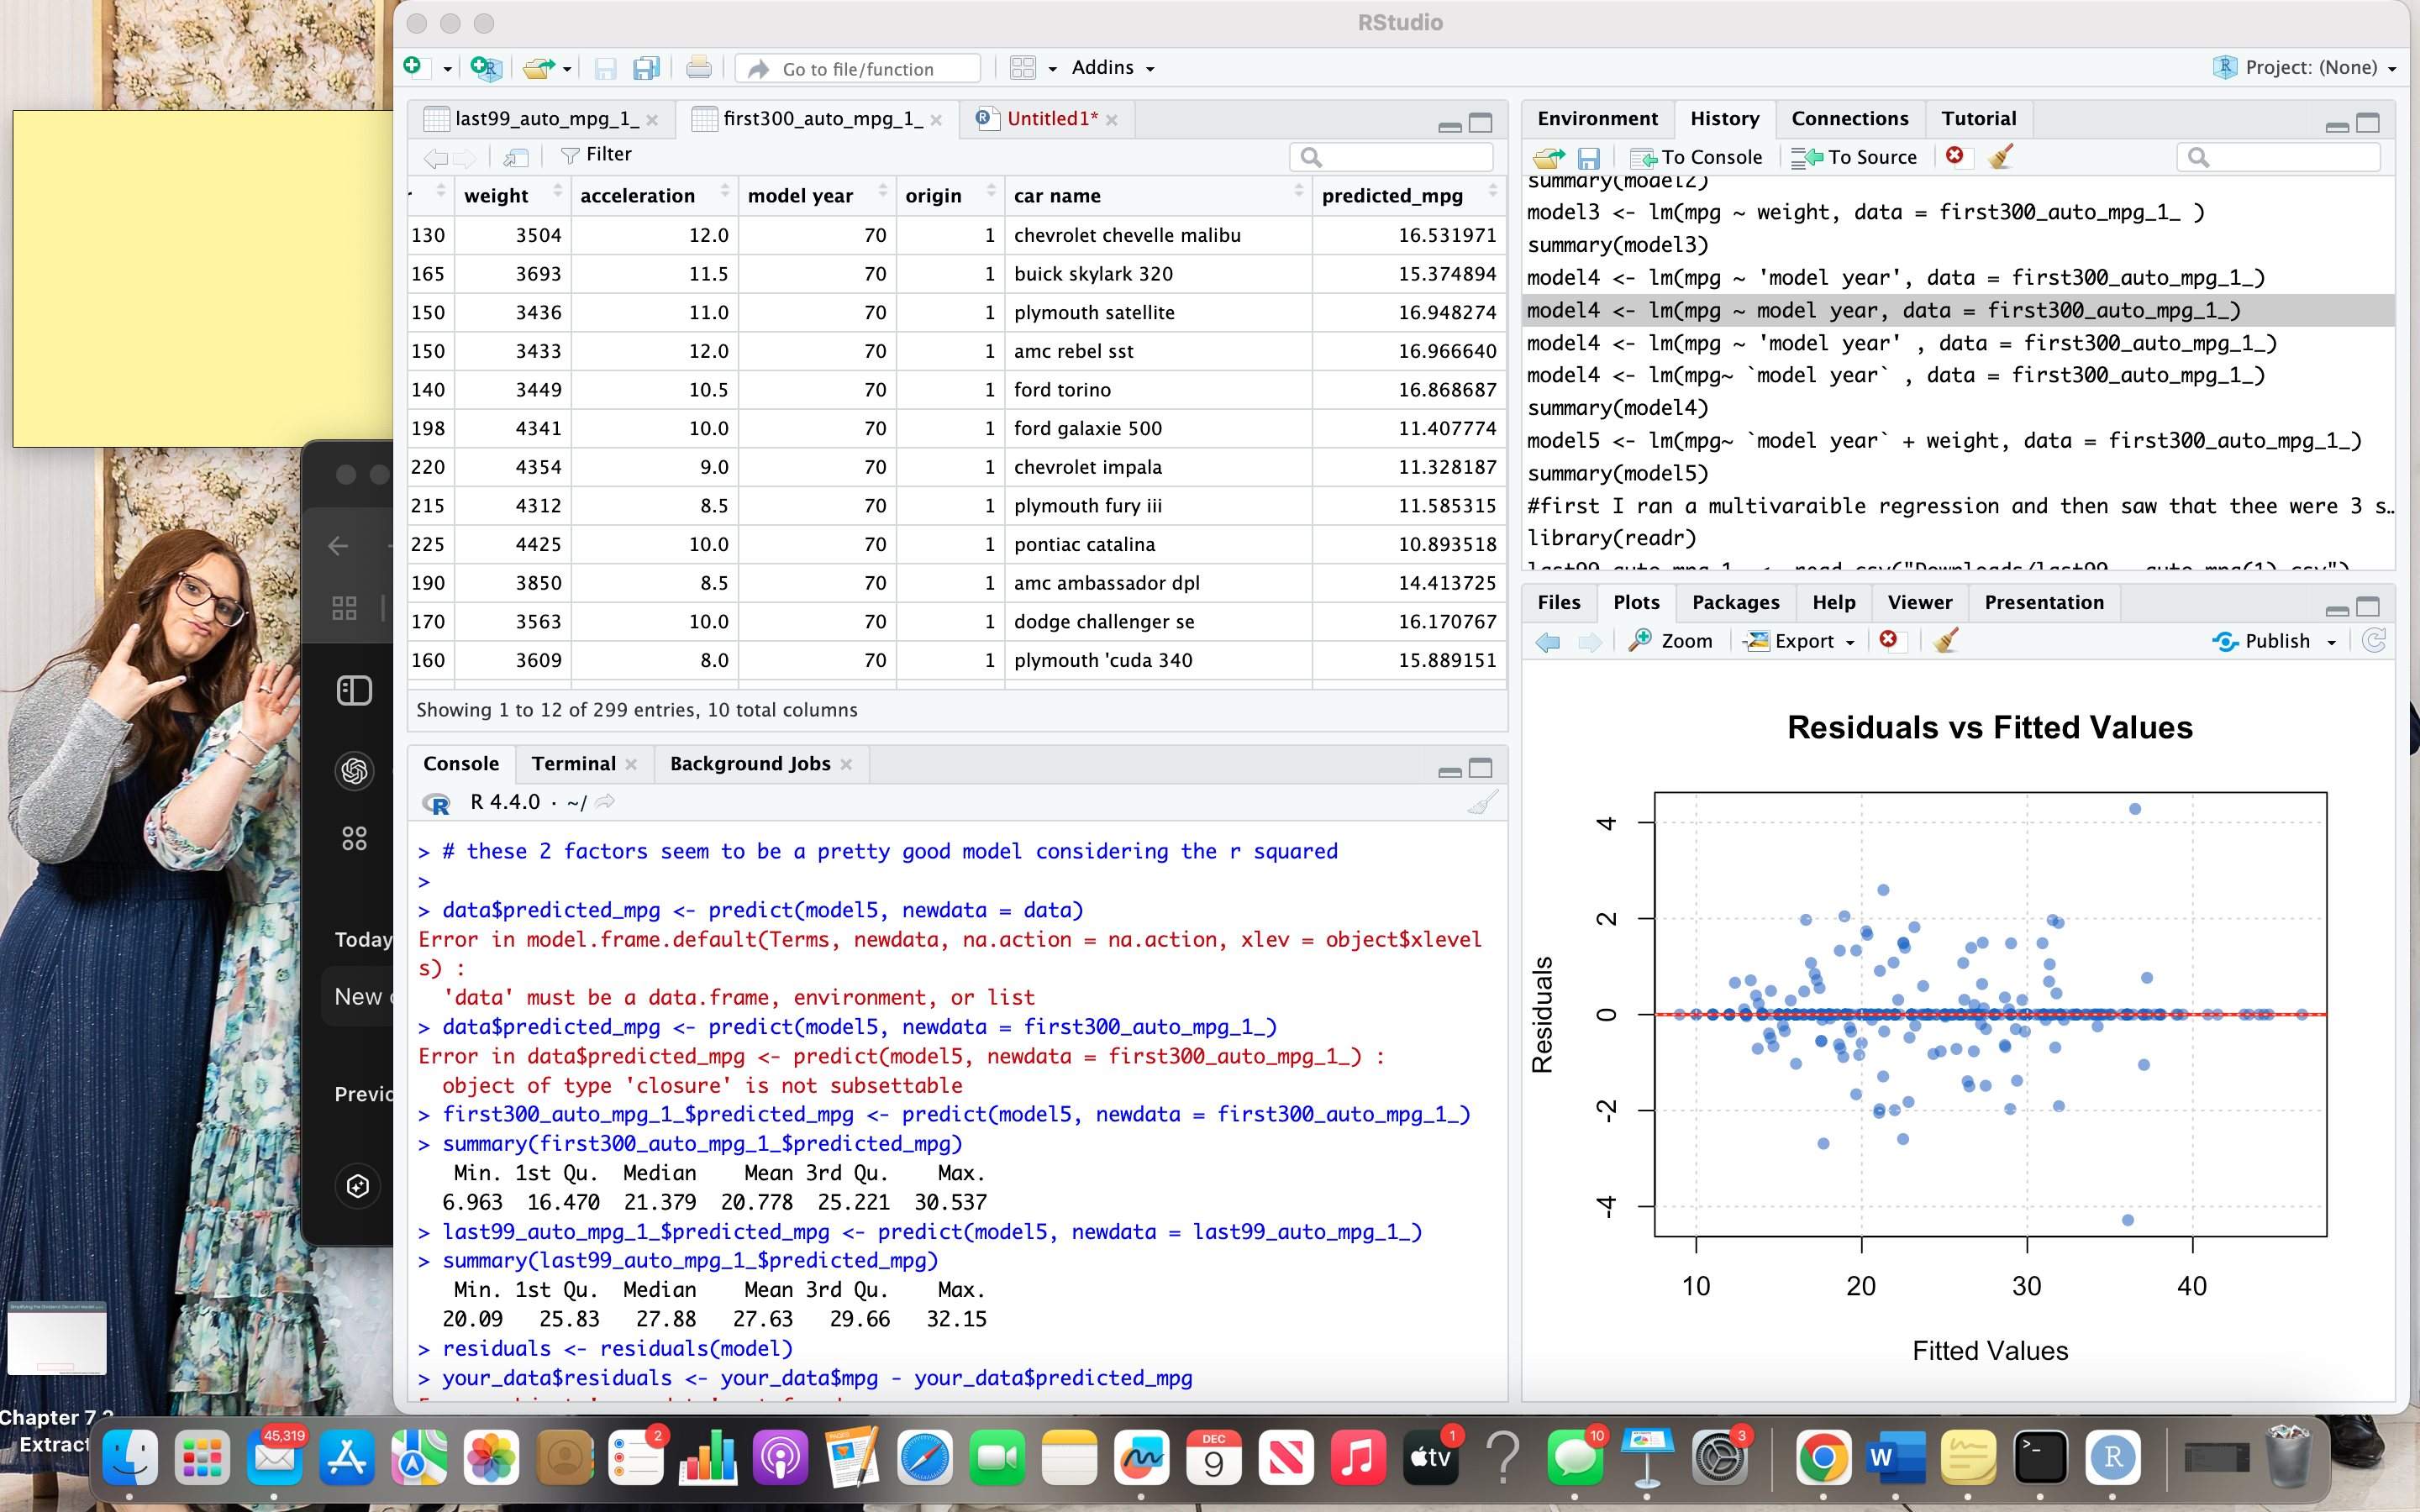 RStudio
Go to file/function
Addins
Project: (None)
last99_auto_mpg_1_
first300_auto_mpg_1_
Untitled1*
Filter
r weight acceleration model year origin car name predicted_mpg
130 3504 12.0 70 1 chevrolet chevelle malibu 16.531971
165 3693 11.5 70 1 buick skylark 320 15.374894
150 3436 11.0 70 1 plymouth satellite 16.948274
150 3433 12.0 70 1 amc rebel sst 16.966640
140 3449 10.5 70 1 ford torino 16.868687
198 4341 10.0 70 1 ford galaxie 500 11.407774
220 4354 9.0 70 1 chevrolet impala 11.328187
215 4312 8.5 70 1 plymouth fury iii 11.585315
225 4425 10.0 70 1 pontiac catalina 10.893518
190 3850 8.5 70 1 amc ambassador dpl 14.413725
170 3563 10.0 70 1 dodge challenger se 16.170767
160 3609 8.0 70 1 plymouth 'cuda 340 15.889151
Showing 1 to 12 of 299 entries, 10 total columns
Console Terminal Background Jobs
R 4.4.0 · ~/
> # these 2 factors seem to be a pretty good model considering the r squared
>
> data$predicted_mpg <- predict(model5, newdata = data)
Error in model.frame.default(Terms, newdata, na.action = na.action, xlev = object$xlevel
s) :
'data' must be a data.frame, environment, or list
> data$predicted_mpg <- predict(model5, newdata = first300_auto_mpg_1_)
Error in data$predicted_mpg <- predict(model5, newdata = first300_auto_mpg_1_) :
object of type 'closure' is not subsettable
> first300_auto_mpg_1_$predicted_mpg <- predict(model5, newdata = first300_auto_mpg_1_)
> summary(first300_auto_mpg_1_$predicted_mpg)
Min. 1st Qu. Median Mean 3rd Qu. Max.
6.963 16.470 21.379 20.778 25.221 30.537
> last99_auto_mpg_1_$predicted_mpg <- predict(model5, newdata = last99_auto_mpg_1_)
> summary(last99_auto_mpg_1_$predicted_mpg)
Min. 1st Qu. Median Mean 3rd Qu. Max.
20.09 25.83 27.88 27.63 29.66 32.15
> residuals <- residuals(model)
> your_data$residuals <- your_data$mpg - your_data$predicted_mpg
Environment History Connections Tutorial
To Console To Source
summary(model2)
model3 <- lm(mpg ~ weight, data = first300_auto_mpg_1_ )
summary(model3)
model4 <- lm(mpg ~ 'model year', data = first300_auto_mpg_1_)
model4 <- lm(mpg ~ model year, data = first300_auto_mpg_1_)
model4 <- lm(mpg ~ 'model year' , data = first300_auto_mpg_1_)
model4 <- lm(mpg~ `model year` , data = first300_auto_mpg_1_)
summary(model4)
model5 <- lm(mpg~ `model year` + weight, data = first300_auto_mpg_1_)
summary(model5)
#first I ran a multivaraible regression and then saw that thee were 3 s…
library(readr)
Files Plots Packages Help Viewer Presentation
Zoom Export Publish
Residuals vs Fitted Values
Residuals
4
2
0
-2
-4
10 20 30 40
Fitted Values
Today
New
Previo
Chapter 7.2
Extract
45,319
2
DEC
9
tv
1
10
3
W
R